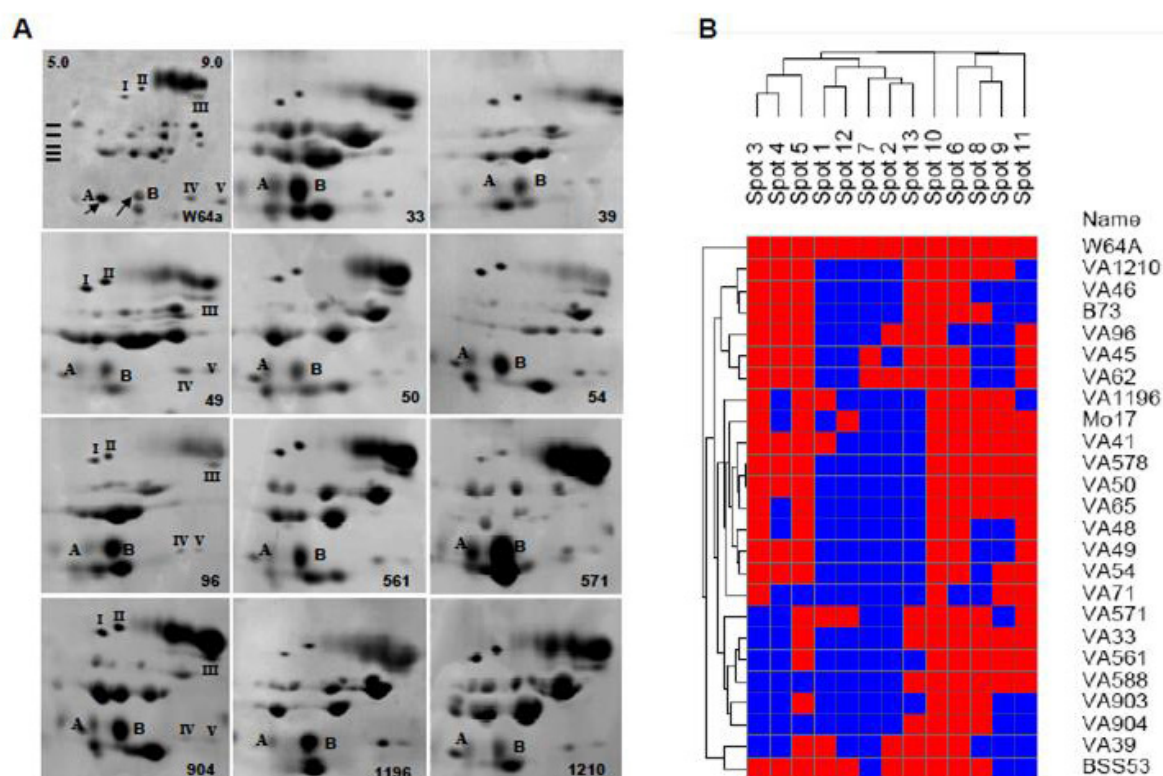 A
B
5.0 9.0
I II
III
A B IV V
W64a
A B
33
A B
39
I II
III
A B V
IV
49
A B
50
A B
54
I II
III
A B IV V
96
A B
561
A B
571
I II
III
A B IV V
904
A B
1196
A B
1210
Spot 3
Spot 4
Spot 5
Spot 1
Spot 12
Spot 7
Spot 2
Spot 13
Spot 10
Spot 6
Spot 8
Spot 9
Spot 11
Name
W64A
VA1210
VA46
B73
VA96
VA45
VA62
VA1196
Mo17
VA41
VA578
VA50
VA65
VA48
VA49
VA54
VA71
VA571
VA33
VA561
VA588
VA903
VA904
VA39
BSS53